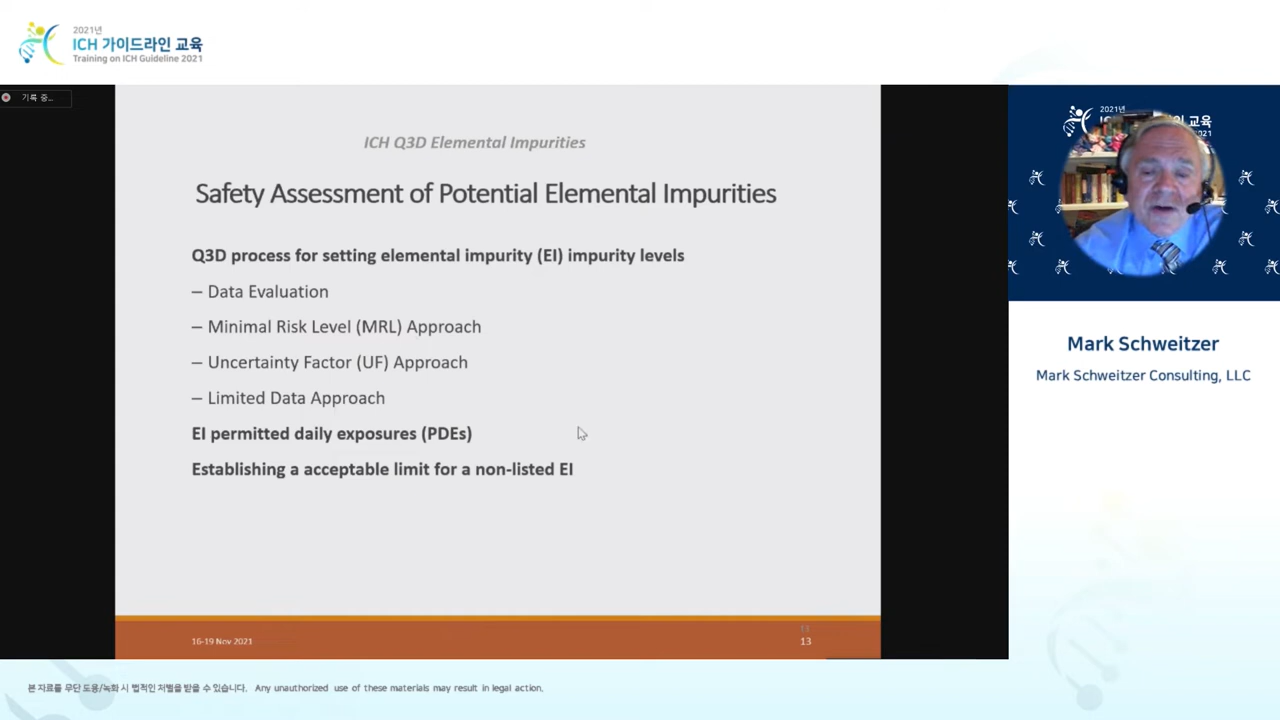 2021년
ICH 가이드라인 교육
Training on ICH Guideline 2021
기록 중...
ICH Q3D Elemental Impurities
Safety Assessment of Potential Elemental Impurities
Q3D process for setting elemental impurity (EI) impurity levels
– Data Evaluation
– Minimal Risk Level (MRL) Approach
– Uncertainty Factor (UF) Approach
– Limited Data Approach
EI permitted daily exposures (PDEs)
Establishing a acceptable limit for a non-listed EI
16-19 Nov 2021
13
13
2021년
교육
Mark Schweitzer
Mark Schweitzer Consulting, LLC
본 자료를 무단 도용/녹화 시 법적인 처벌을 받을 수 있습니다. Any unauthorized use of these materials may result in legal action.